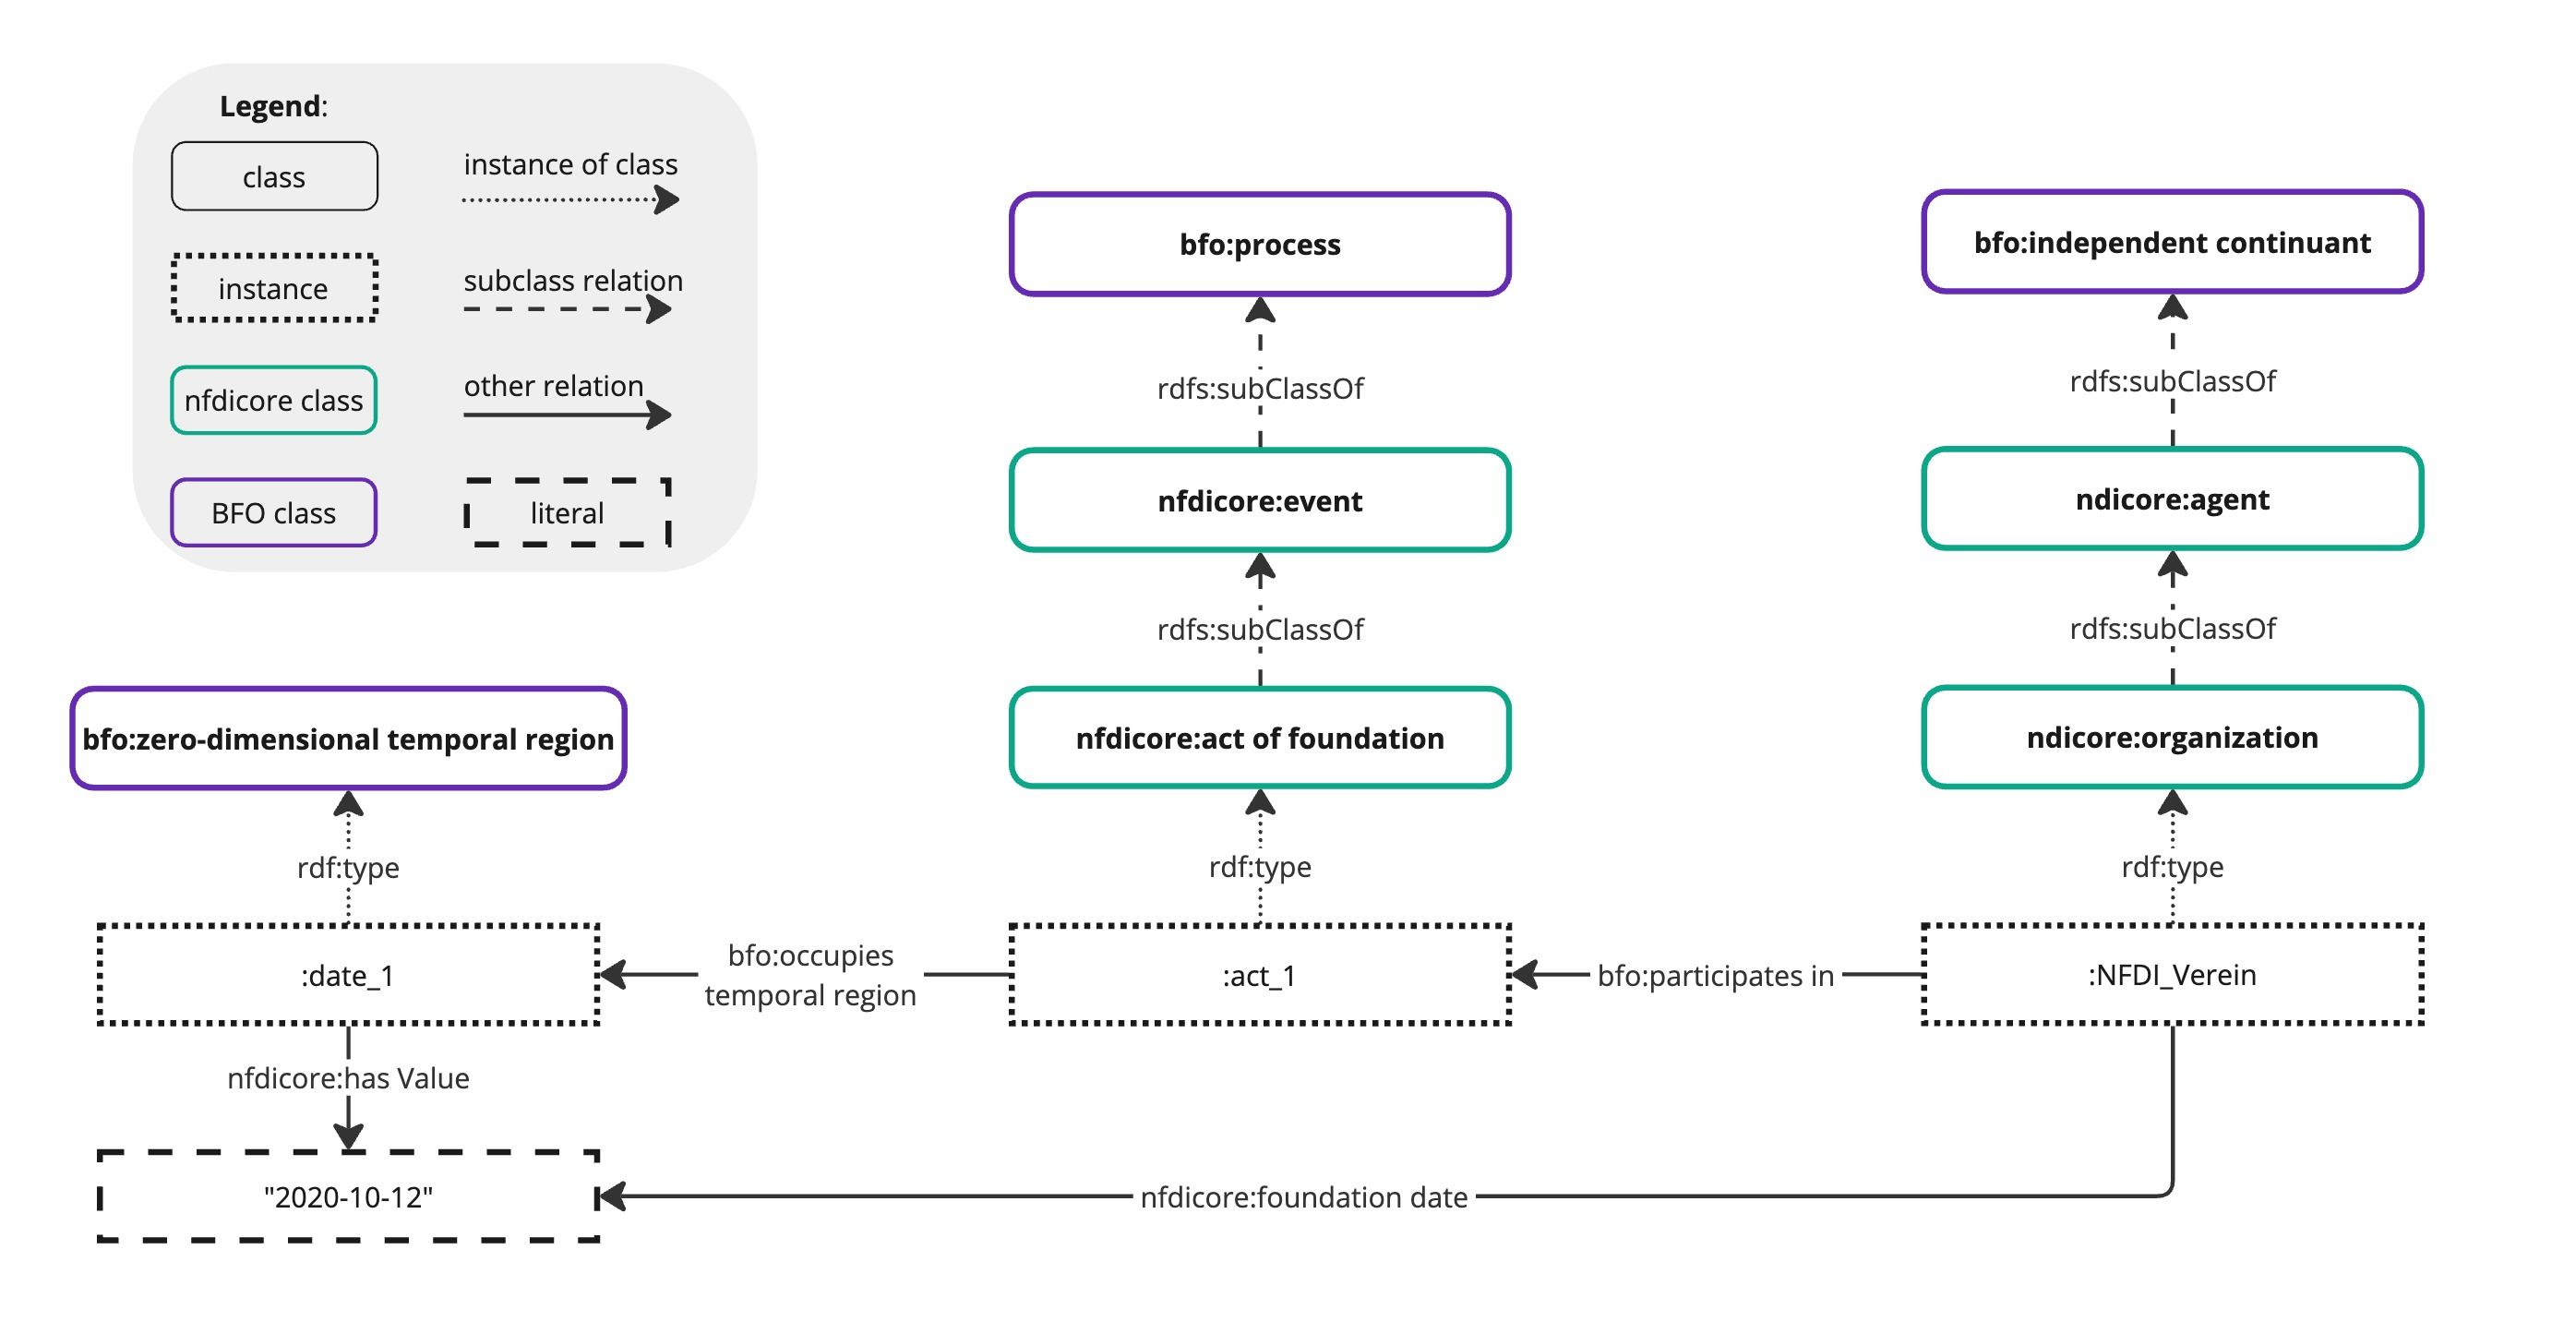 Legend:
class
instance of class
instance
subclass relation
nfdicore class
other relation
BFO class
literal
bfo:process
bfo:independent continuant
rdfs:subClassOf
rdfs:subClassOf
nfdicore:event
ndicore:agent
rdfs:subClassOf
rdfs:subClassOf
bfo:zero-dimensional temporal region
nfdicore:act of foundation
ndicore:organization
rdf:type
rdf:type
rdf:type
:date_1
bfo:occupies
temporal region
:act_1
bfo:participates in
:NFDI_Verein
nfdicore:has Value
"2020-10-12"
nfdicore:foundation date